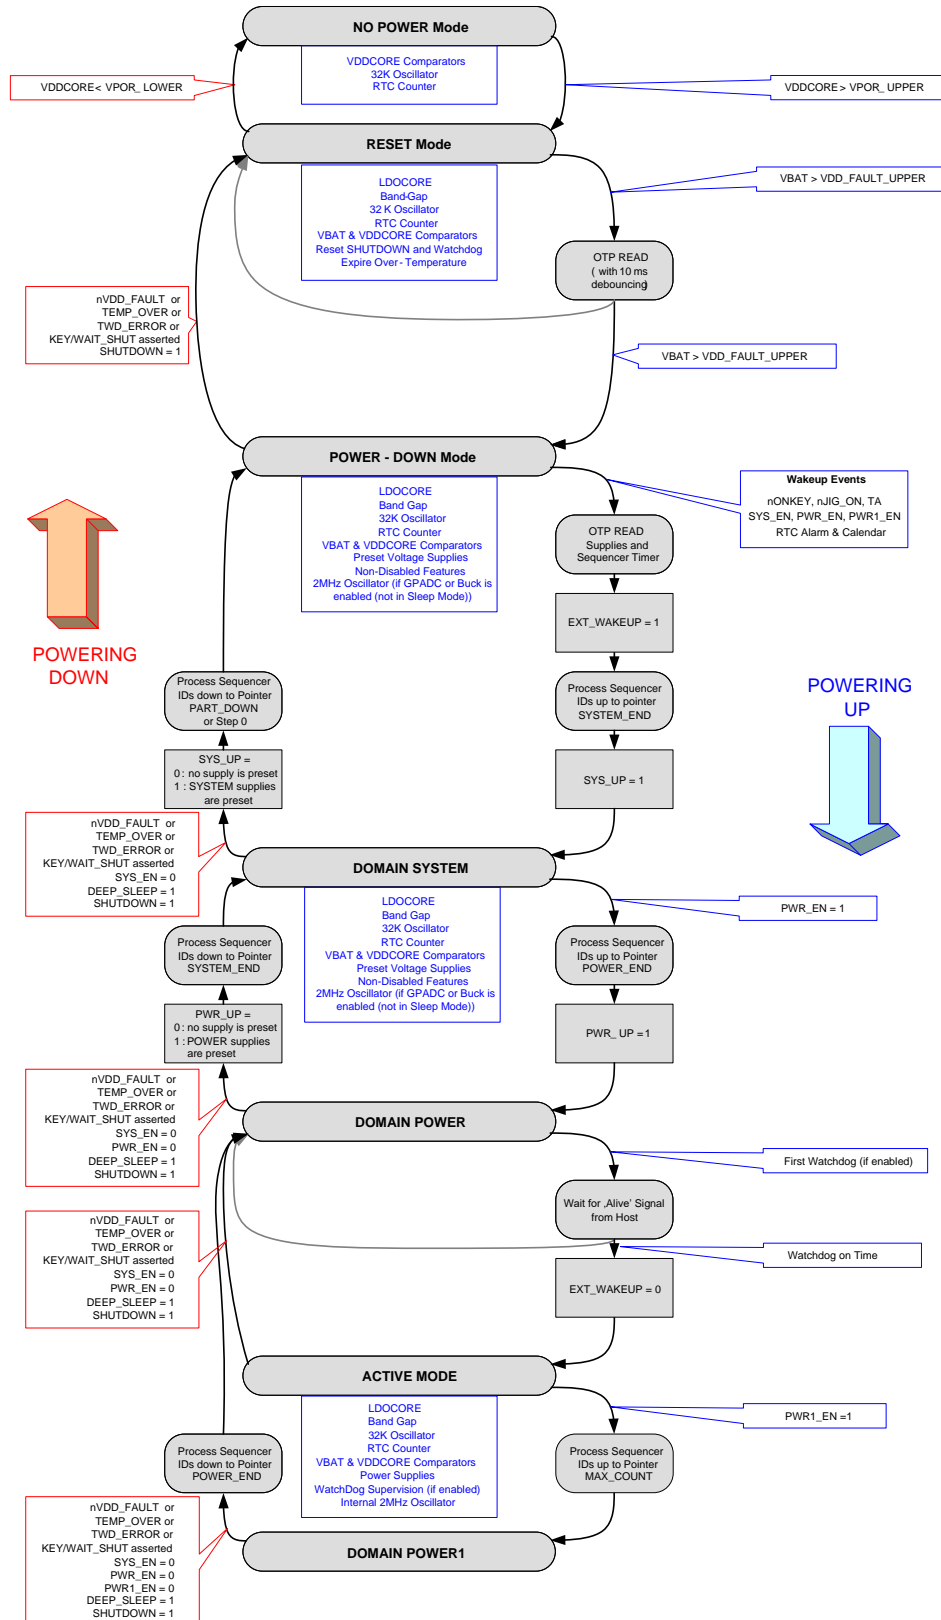 NO POWER Mode
VDDCORE Comparators
32K Oscillator
RTC Counter
VDDCORE< VPOR_ LOWER
VDDCORE> VPOR_ UPPER
RESET Mode
LDOCORE
Band-Gap
32 K Oscillator
RTC Counter
VBAT & VDDCORE Comparators
Reset SHUTDOWN and Watchdog
Expire Over - Temperature
VBAT > VDD_FAULT_UPPER
OTP READ
( with 10 ms
debouncing)
nVDD_FAULT or
TEMP_OVER or
TWD_ERROR or
KEY/WAIT_SHUT asserted
SHUTDOWN = 1
VBAT > VDD_FAULT_UPPER
POWER - DOWN Mode
LDOCORE
Band Gap
32K Oscillator
RTC Counter
VBAT & VDDCORE Comparators
Preset Voltage Supplies
Non-Disabled Features
2MHz Oscillator (if GPADC or Buck is
enabled (not in Sleep Mode))
Wakeup Events
nONKEY, nJIG_ON, TA
SYS_EN, PWR_EN, PWR1_EN
RTC Alarm & Calendar
OTP READ
Supplies and
Sequencer Timer
EXT_WAKEUP = 1
POWERING
DOWN
Process Sequencer
IDs down to Pointer
PART_DOWN
or Step 0
Process Sequencer
IDs up to pointer
SYSTEM_END
POWERING
UP
SYS_UP =
0 : no supply is preset
1 : SYSTEM supplies
are preset
SYS_UP = 1
nVDD_FAULT or
TEMP_OVER or
TWD_ERROR or
KEY/WAIT_SHUT asserted
SYS_EN = 0
DEEP_SLEEP = 1
SHUTDOWN = 1
DOMAIN SYSTEM
LDOCORE
Band Gap
32K Oscillator
RTC Counter
VBAT & VDDCORE Comparators
Preset Voltage Supplies
Non-Disabled Features
2MHz Oscillator (if GPADC or Buck is
enabled (not in Sleep Mode))
PWR_EN = 1
Process Sequencer
IDs down to Pointer
SYSTEM_END
Process Sequencer
IDs up to Pointer
POWER_END
PWR_UP =
0 : no supply is preset
1 : POWER supplies
are preset
PWR_ UP = 1
nVDD_FAULT or
TEMP_OVER or
TWD_ERROR or
KEY/WAIT_SHUT asserted
SYS_EN = 0
PWR_EN = 0
DEEP_SLEEP = 1
SHUTDOWN = 1
DOMAIN POWER
First Watchdog (if enabled)
Wait for ‚Alive' Signal
from Host
nVDD_FAULT or
TEMP_OVER or
TWD_ERROR or
KEY/WAIT_SHUT asserted
SYS_EN = 0
PWR_EN = 0
DEEP_SLEEP = 1
SHUTDOWN = 1
Watchdog on Time
EXT_WAKEUP = 0
ACTIVE MODE
LDOCORE
Band Gap
32K Oscillator
RTC Counter
VBAT & VDDCORE Comparators
Power Supplies
WatchDog Supervision (if enabled)
Internal 2MHz Oscillator
PWR1_EN =1
Process Sequencer
IDs down to Pointer
POWER_END
Process Sequencer
IDs up to Pointer
MAX_COUNT
nVDD_FAULT or
TEMP_OVER or
TWD_ERROR or
KEY/WAIT_SHUT asserted
SYS_EN = 0
PWR_EN = 0
PWR1_EN = 0
DEEP_SLEEP = 1
SHUTDOWN = 1
DOMAIN POWER1